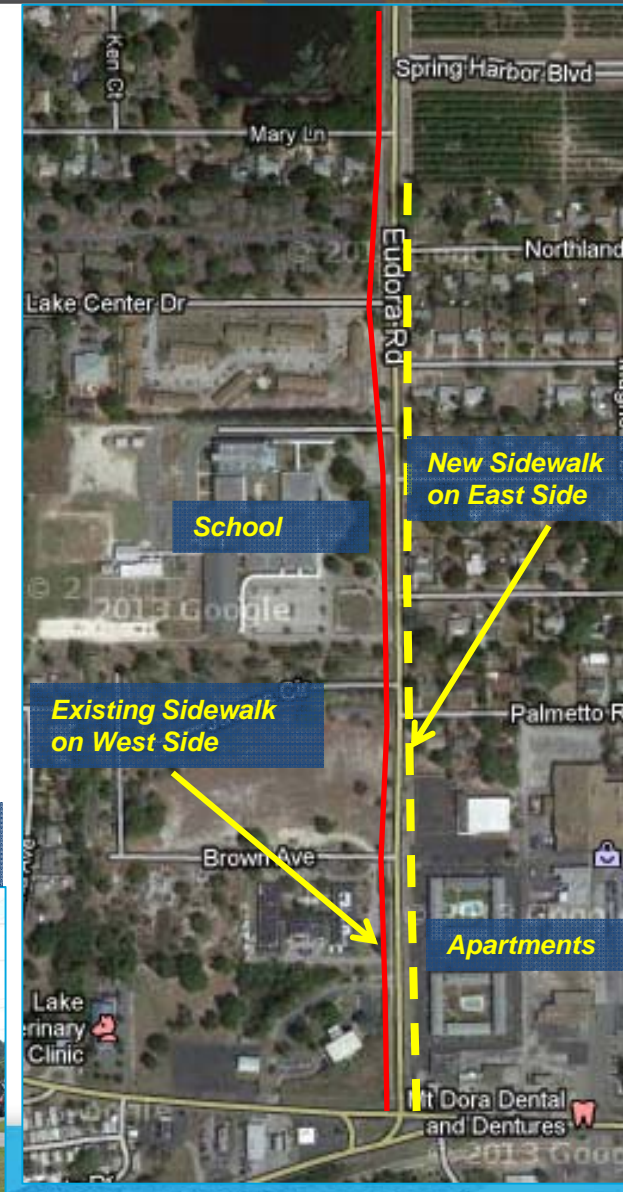 Ken Ct
Spring Harbor Blvd
Mary Ln
Eudora Rd
Northland
Lake Center Dr
New Sidewalk
on East Side
School
2013 Google
Existing Sidewalk
on West Side
Palmetto R
Brown Ave
Apartments
Lake
erinary
Clinic
Mt Dora Dental
and Dentures
2013 Goo